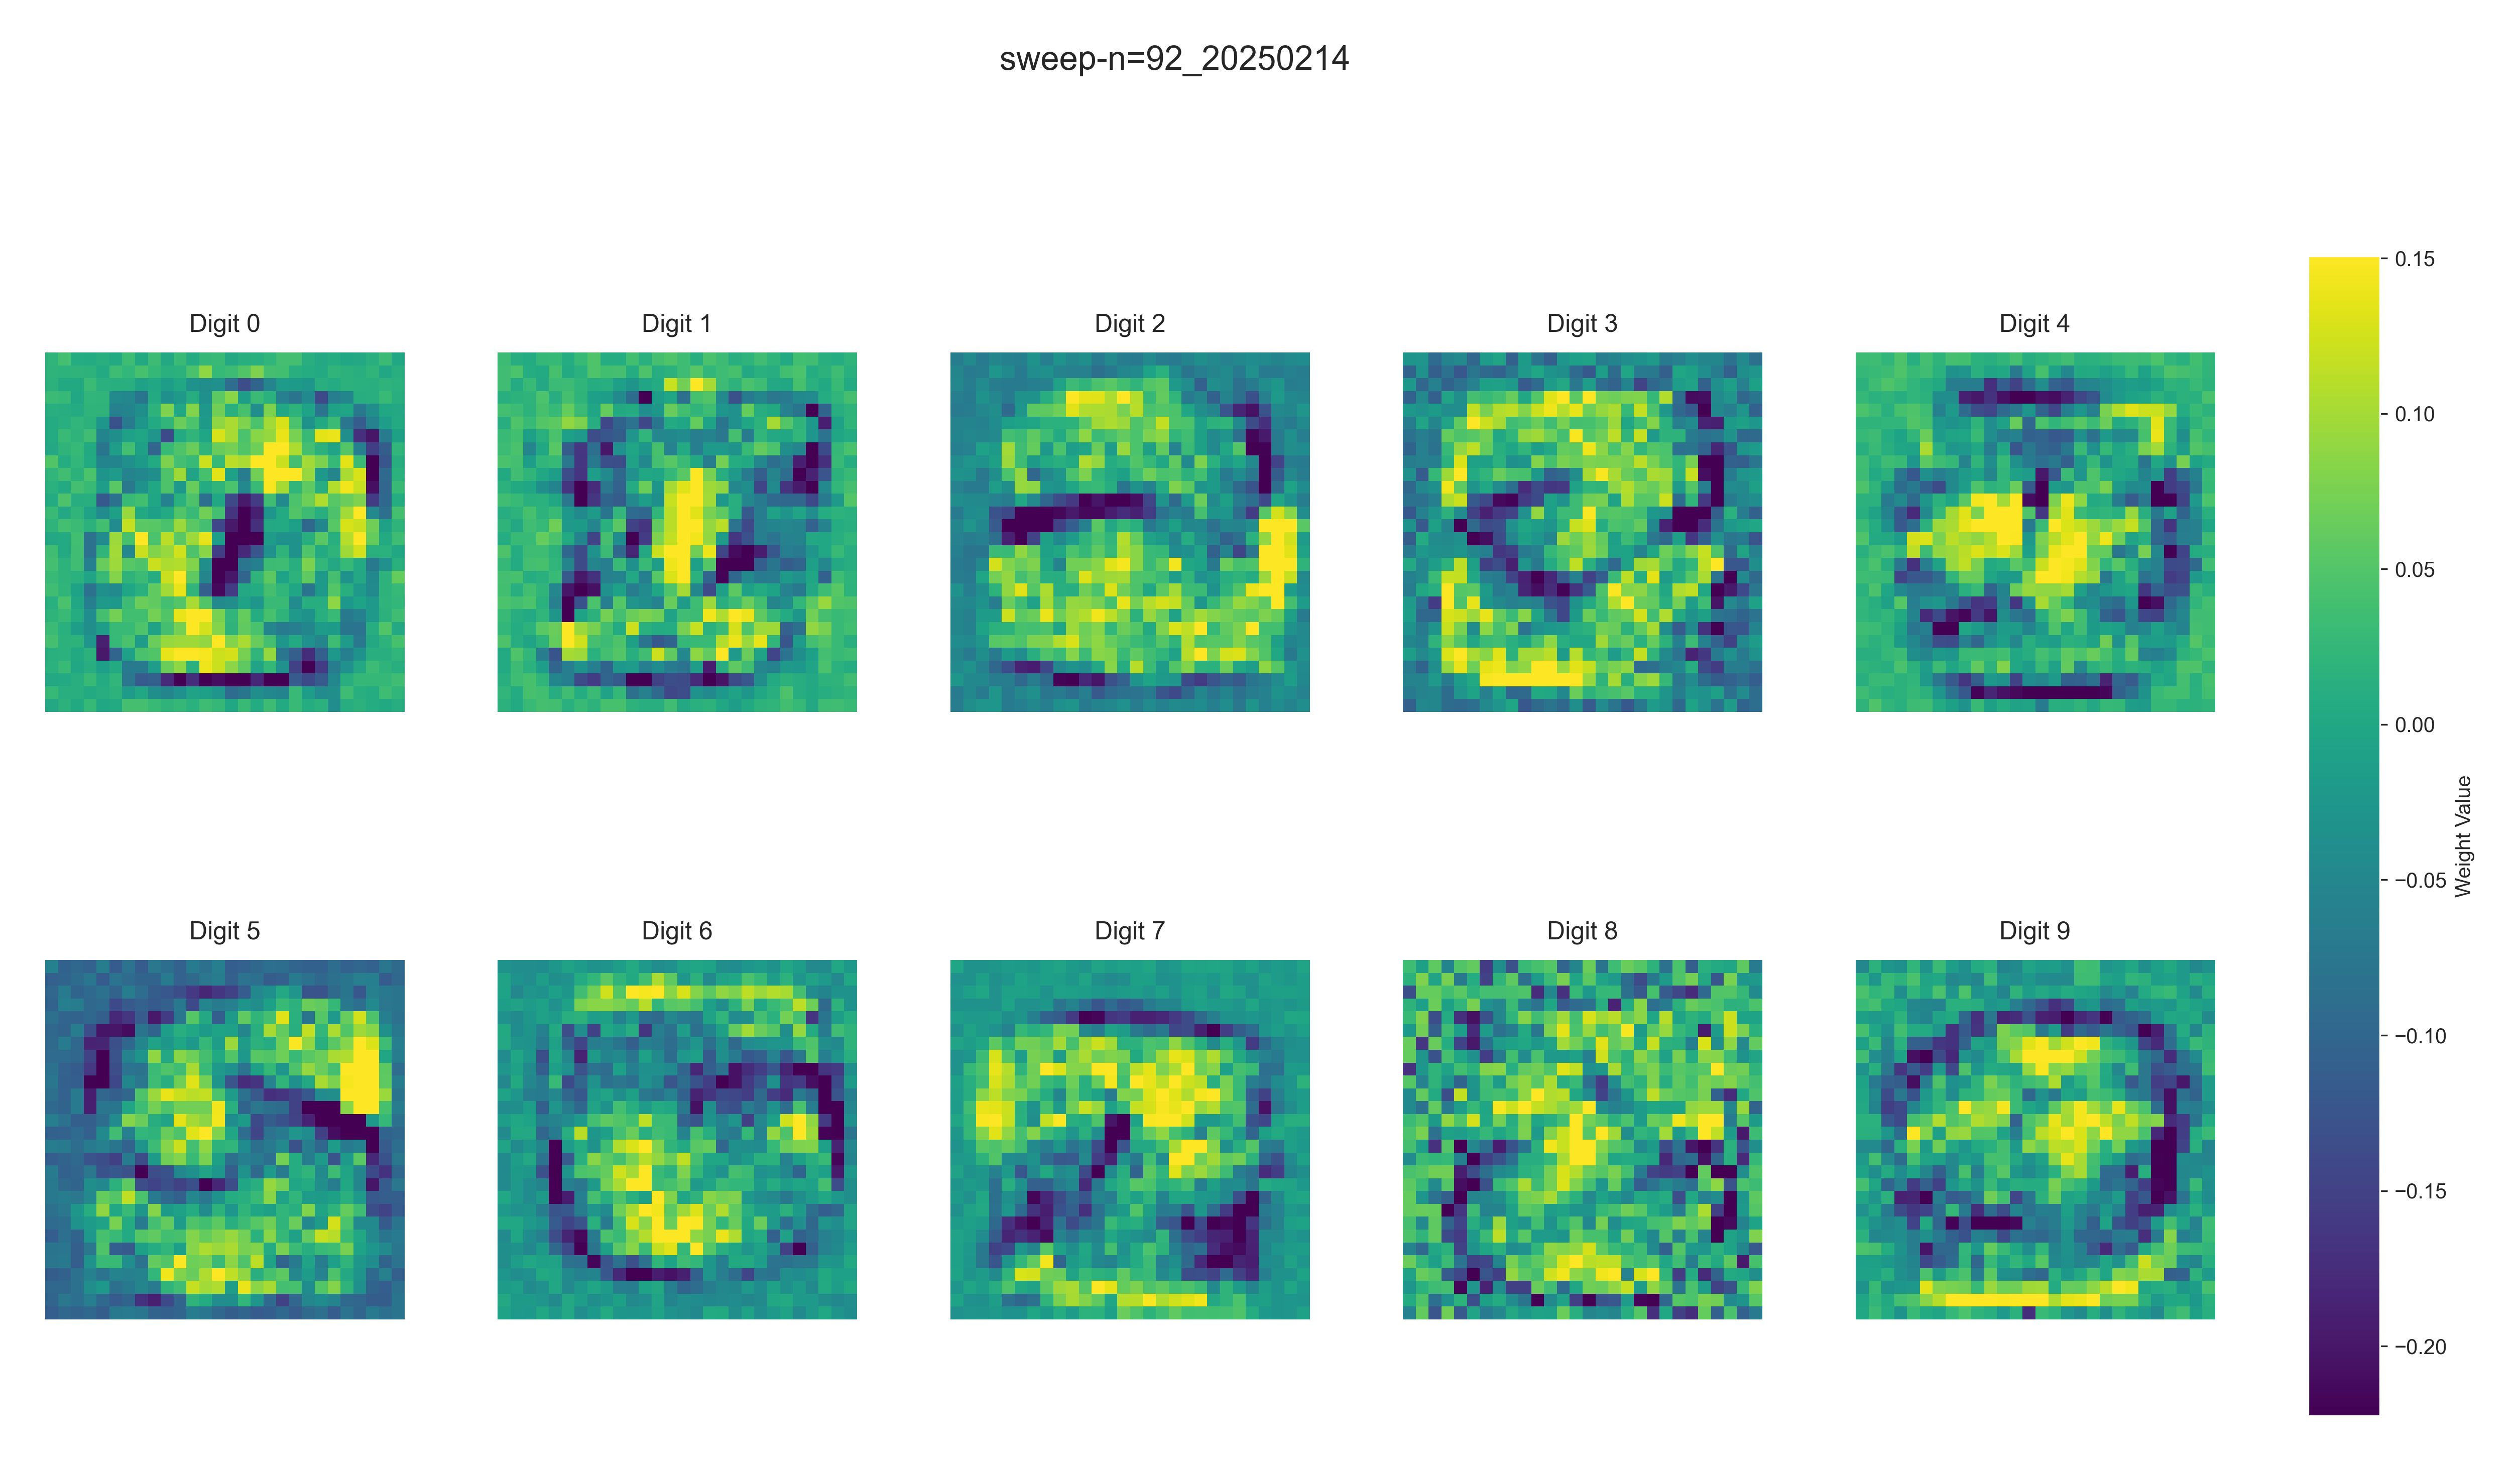 sweep-n=92_20250214
Digit 0
Digit 1
Digit 2
Digit 3
Digit 4
Digit 5
Digit 6
Digit 7
Digit 8
Digit 9
0.15
0.10
0.05
0.00
−0.05
−0.10
−0.15
−0.20
Weight Value